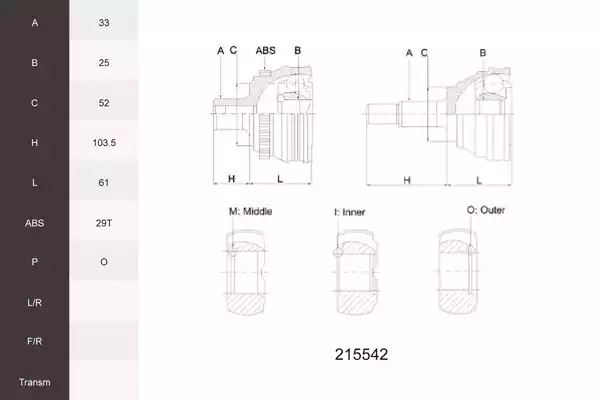 A 33
B 25
C 52
H 103.5
L 61
ABS 29T
P O
L/R
F/R
Transm
A C ABS B
A C B
H L
H L
M: Middle I: Inner O: Outer
215542